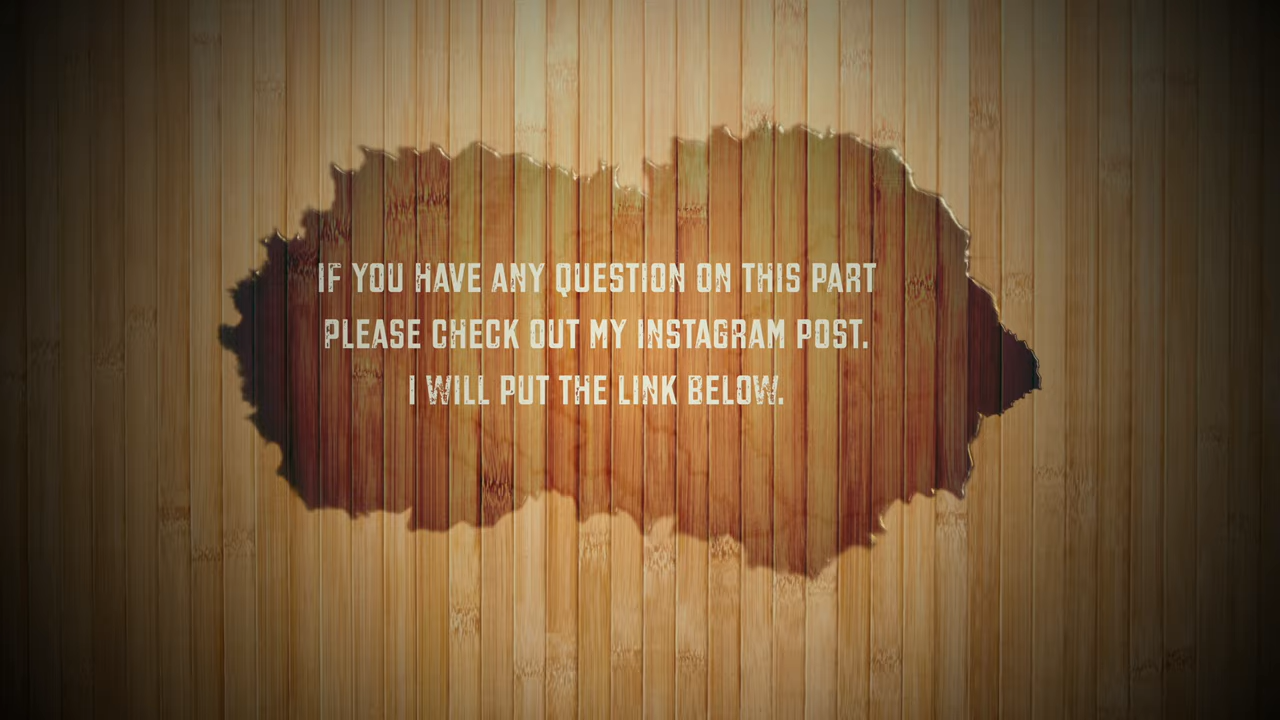 IF YOU HAVE ANY QUESTION ON THIS PART
PLEASE CHECK OUT MY INSTAGRAM POST.
I WILL PUT THE LINK BELOW.